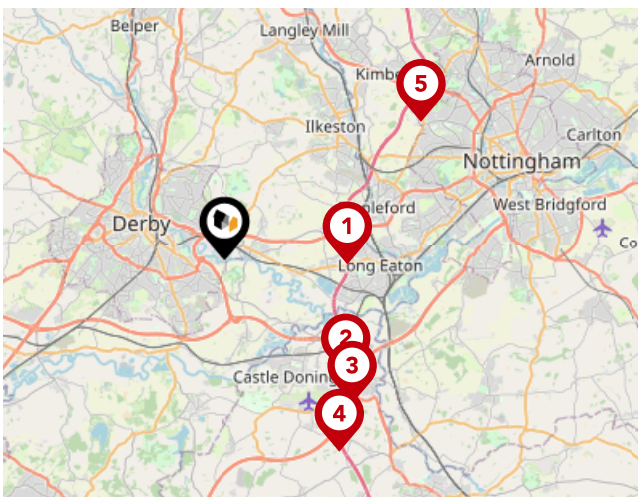 Belper
Langley Mill
Arnold
Kimbe
5
Ilkeston
Carlton
Nottingham
West Bridgford
Derby
1
pleford
Co
Long Eaton
2
3
Castle Doning
4